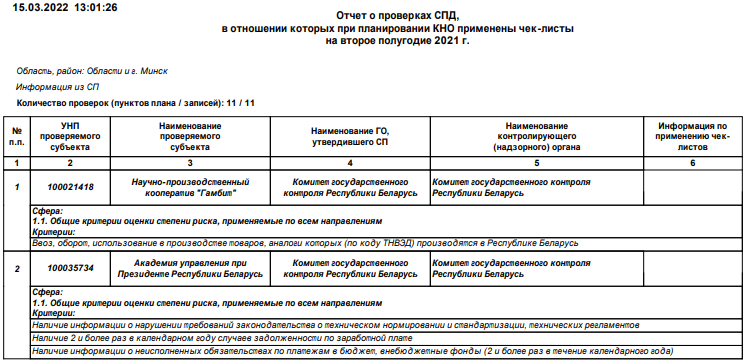 15.03.2022 13:01:26
Отчет о проверках СПД,
в отношении которых при планировании КНО применены чек-листы
на второе полугодие 2021 г.
Область, район: Области и г. Минск
Информация из СП
Количество проверок (пунктов плана / записей): 11 / 11
№ п.п. УНП проверяемого субъекта Наименование проверяемого субъекта Наименование ГО, утвердившего СП Наименование контролирующего (надзорного) органа Информация по применению чек-листов
1 2 3 4 5 6
1 100021418 Научно-производственный кооператив "Гамбит" Комитет государственного контроля Республики Беларусь Комитет государственного контроля Республики Беларусь
Сфера:
1.1. Общие критерии оценки степени риска, применяемые по всем направлениям
Критерии:
Ввоз, оборот, использование в производстве товаров, аналоги которых (по коду ТНВЭД) производятся в Республике Беларусь
2 100035734 Академия управления при Президенте Республики Беларусь Комитет государственного контроля Республики Беларусь Комитет государственного контроля Республики Беларусь
Сфера:
1.1. Общие критерии оценки степени риска, применяемые по всем направлениям
Критерии:
Наличие информации о нарушении требований законодательства о техническом нормировании и стандартизации, технических регламентов
Наличие 2 и более раз в календарном году случаев задолженности по заработной плате
Наличие информации о неисполненных обязательствах по платежам в бюджет, внебюджетные фонды (2 и более раз в течение календарного года)